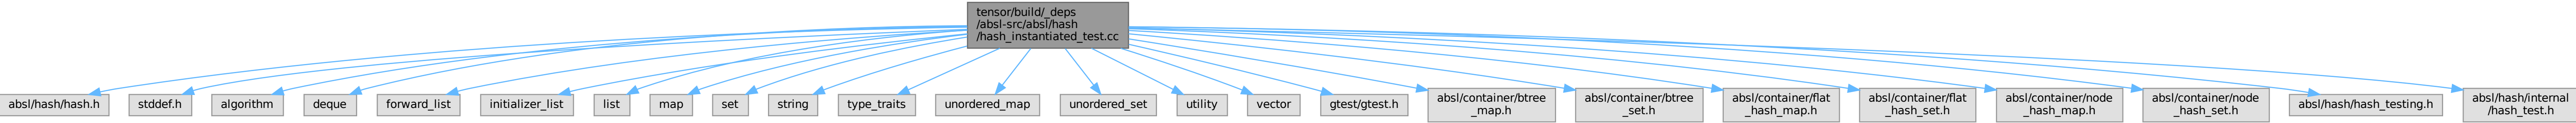 tensor/build/_deps
/absl-src/absl/hash
/hash_instantiated_test.cc
absl/hash/hash.h
stddef.h
algorithm
deque
forward_list
initializer_list
list
map
set
string
type_traits
unordered_map
unordered_set
utility
vector
gtest/gtest.h
absl/container/btree
_map.h
absl/container/btree
_set.h
absl/container/flat
_hash_map.h
absl/container/flat
_hash_set.h
absl/container/node
_hash_map.h
absl/container/node
_hash_set.h
absl/hash/hash_testing.h
absl/hash/internal
/hash_test.h